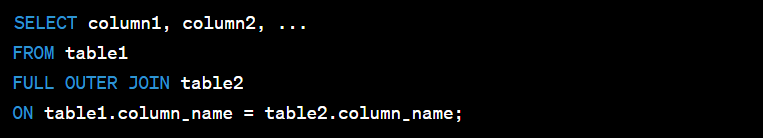 SELECT column1, column2, ...
FROM table1
FULL OUTER JOIN table2
ON table1.column_name = table2.column_name;